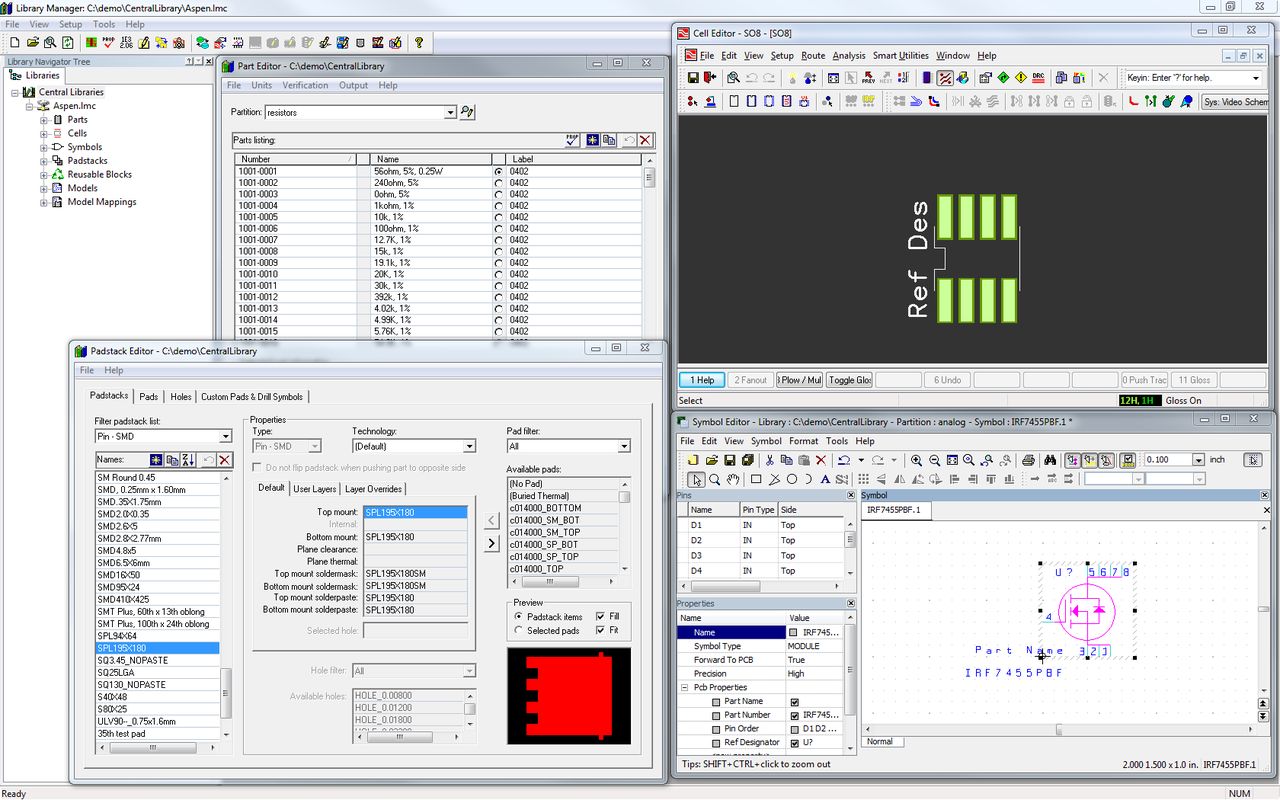 Library Manager: C:\demo\CentralLibrary\Aspen.lmc
File View Setup Tools Help
Library Navigator Tree
Libraries
Central Libraries
Aspen.lmc
Parts
Cells
Symbols
Padstacks
Reusable Blocks
Models
Model Mappings
Part Editor - C:\demo\CentralLibrary
File Units Verification Output Help
Partition: resistors
Parts listing:
Number Name Label
1001-0001 56ohm, 5%, 0.25W 0402
1001-0002 240ohm, 5% 0402
1001-0003 0ohm, 5% 0402
1001-0004 1kohm, 1% 0402
1001-0005 10k, 1% 0402
1001-0006 100ohm, 1% 0402
1001-0007 12.7K, 1% 0402
1001-0008 15k, 1% 0402
1001-0009 19.1k, 1% 0402
1001-0010 20K, 1% 0402
1001-0011 30k, 1% 0402
1001-0012 392k, 1% 0402
1001-0013 4.02k, 1% 0402
1001-0014 4.99K, 1% 0402
1001-0015 5.76K, 1% 0402
Cell Editor - SO8 - [SO8]
File Edit View Setup Route Analysis Smart Utilities Window Help
Keyin: Enter '?' for help.
Sys: Video Schem
Ref Des
1 Help 2 Fanout Plow / Mul Toggle Glos 6 Undo 0 Push Trac 11 Gloss
Select 12H, 1H Gloss On
Padstack Editor - C:\demo\CentralLibrary
File Help
Padstacks Pads Holes Custom Pads & Drill Symbols
Filter padstack list:
Pin - SMD
Names:
SM Round 0.45
SMD, 0.25mm x 1.60mm
SMD.35X1.75mm
SMD2.0X0.35
SMD2.6X5
SMD2.8X2.77mm
SMD4.8x5
SMD6.5X6mm
SMD16X50
SMD95X24
SMD410X425
SMT Plus, 60th x 13th oblong
SMT Plus, 100th x 24th oblong
SPL94X64
SPL195X180
SQ3.45_NOPASTE
SQ25LGA
SQ130_NOPASTE
S40X48
S80X25
ULV90--_0.75x1.6mm
35th test pad
Properties
Type: Technology:
Pin - SMD (Default)
Do not flip padstack when pushing part to opposite side
Default User Layers Layer Overrides
Top mount: SPL195X180
Internal:
Bottom mount: SPL195X180
Plane clearance:
Plane thermal:
Top mount soldermask: SPL195X180SM
Bottom mount soldermask: SPL195X180SM
Top mount solderpaste: SPL195X180
Bottom mount solderpaste: SPL195X180
Selected hole:
Hole filter: All
Available holes: HOLE_0.00800
HOLE_0.01200
HOLE_0.01800
Pad filter:
All
Available pads:
(No Pad)
(Buried Thermal)
c014000_BOTTOM
c014000_SM_BOT
c014000_SM_TOP
c014000_SP_BOT
c014000_SP_TOP
c014000_TOP
Preview
Padstack items Fill
Selected pads Fit
Symbol Editor - Library : C:\demo\CentralLibrary - Partition : analog - Symbol : IRF7455PBF.1 *
File Edit View Symbol Format Tools Help
0.100 inch
Pins
Name Pin Type Side
D1 IN Top
D2 IN Top
D3 IN Top
D4 IN Top
Properties
Name Value
Name IRF745...
Symbol Type MODULE
Forward To PCB True
Precision High
Pcb Properties
Part Name
Part Number IRF745...
Pin Order D1 D2 ...
Ref Designator U?
Symbol
IRF7455PBF.1
U? 5 6 7 8
4
Part Name 3 2 1
IRF7455PBF
Normal
Tips: SHIFT+CTRL+click to zoom out 2.000 1.500 x 1.0 in. IRF7455PBF.1
Ready NUM